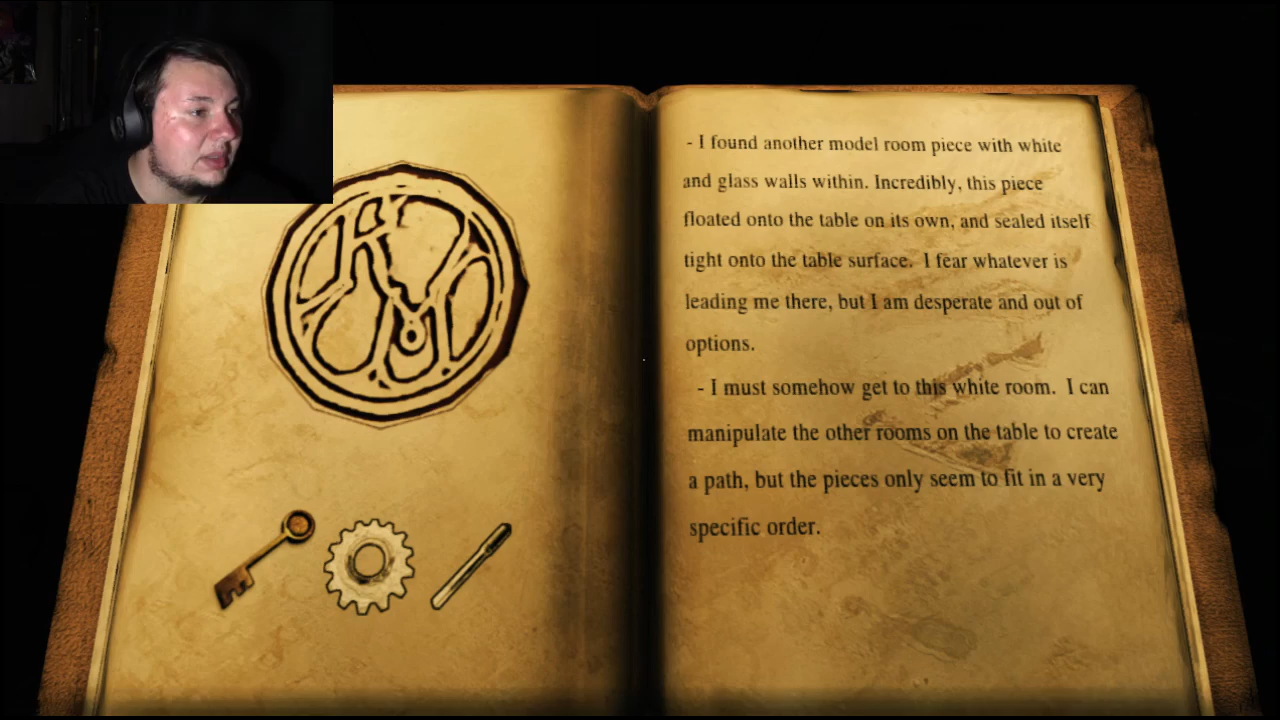 - I found another model room piece with white
and glass walls within. Incredibly, this piece
floated onto the table on its own, and sealed itself
tight onto the table surface. I fear whatever is
leading me there, but I am desperate and out of
options.
- I must somehow get to this white room. I can
manipulate the other rooms on the table to create
a path, but the pieces only seem to fit in a very
specific order.